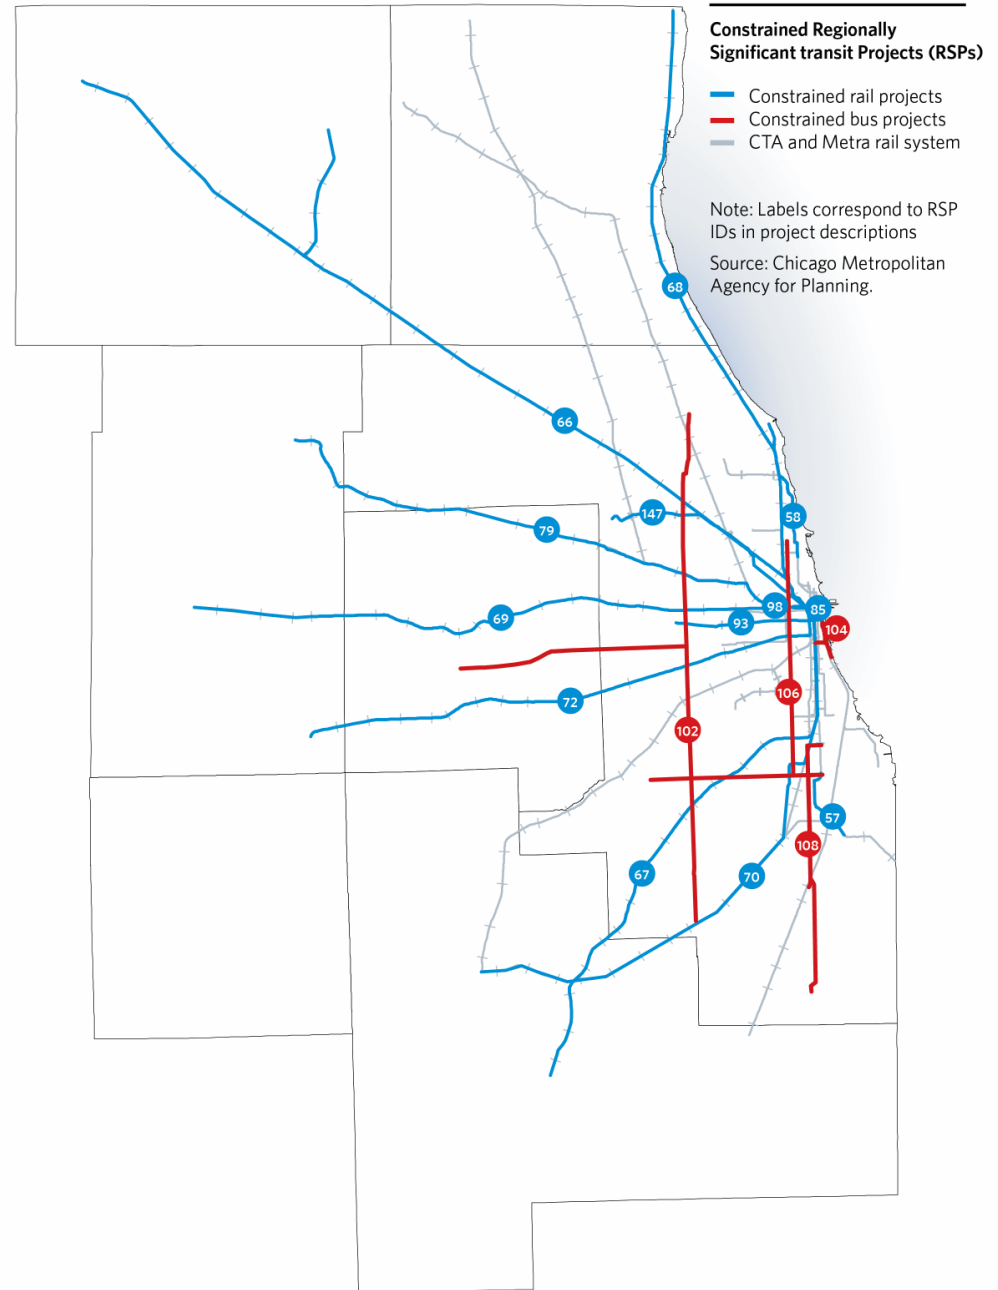 Constrained Regionally
Significant transit Projects (RSPs)
Constrained rail projects
Constrained bus projects
CTA and Metra rail system
Note: Labels correspond to RSP
IDs in project descriptions
Source: Chicago Metropolitan
Agency for Planning.
68
66
147
58
79
98
85
69
93
104
106
72
102
57
108
67
70